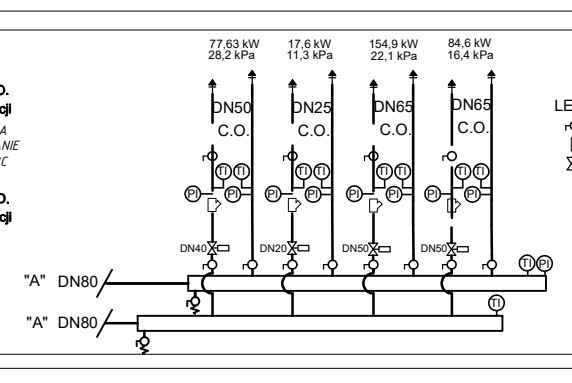 77,63 kW 17,6 kW 154,9 kW 84,6 kW
28,2 kPa 11,3 kPa 22,1 kPa 16,4 kPa
DN50 DN25 DN65 DN65
C.O. C.O. C.O. C.O.
TI TI TI TI TI TI TI TI
PI PI PI PI PI PI PI PI
DN40 DN20 DN50 DN50
TI PI
"A" DN80
TI
"A" DN80
LE